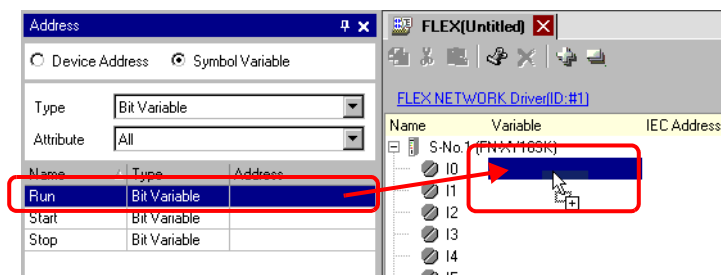 Address
Device Address Symbol Variable
Type Bit Variable
Attribute All
Name Type Address
Run Bit Variable
Start Bit Variable
Stop Bit Variable
FLEX(Untitled)
FLEX NETWORK Driver(ID:#1)
Name Variable IEC Address
S-No.1 (FN-XY16SK)
I0
I1
I2
I3
I4